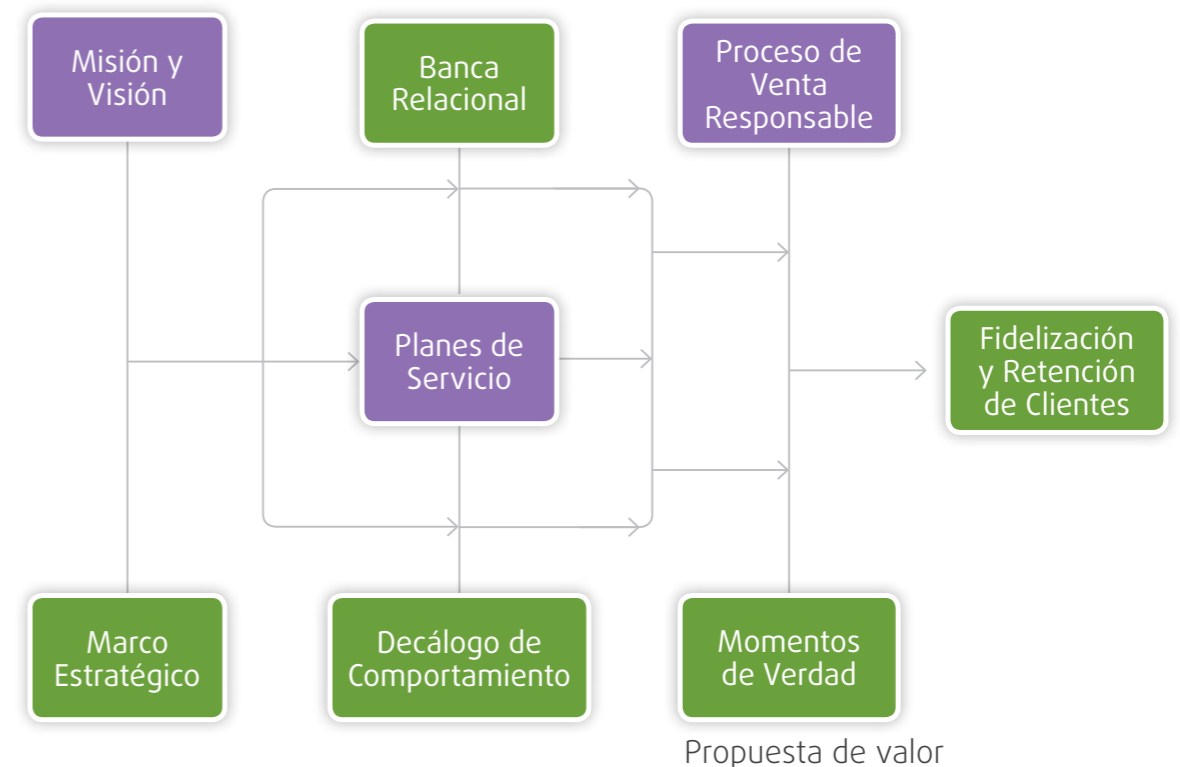 Misión y
Visión
Banca
Relacional
Proceso de
Venta
Responsable
Planes de
Servicio
Fidelización
y Retención
de Clientes
Marco
Estratégico
Decálogo de
Comportamiento
Momentos
de Verdad
Propuesta de valor